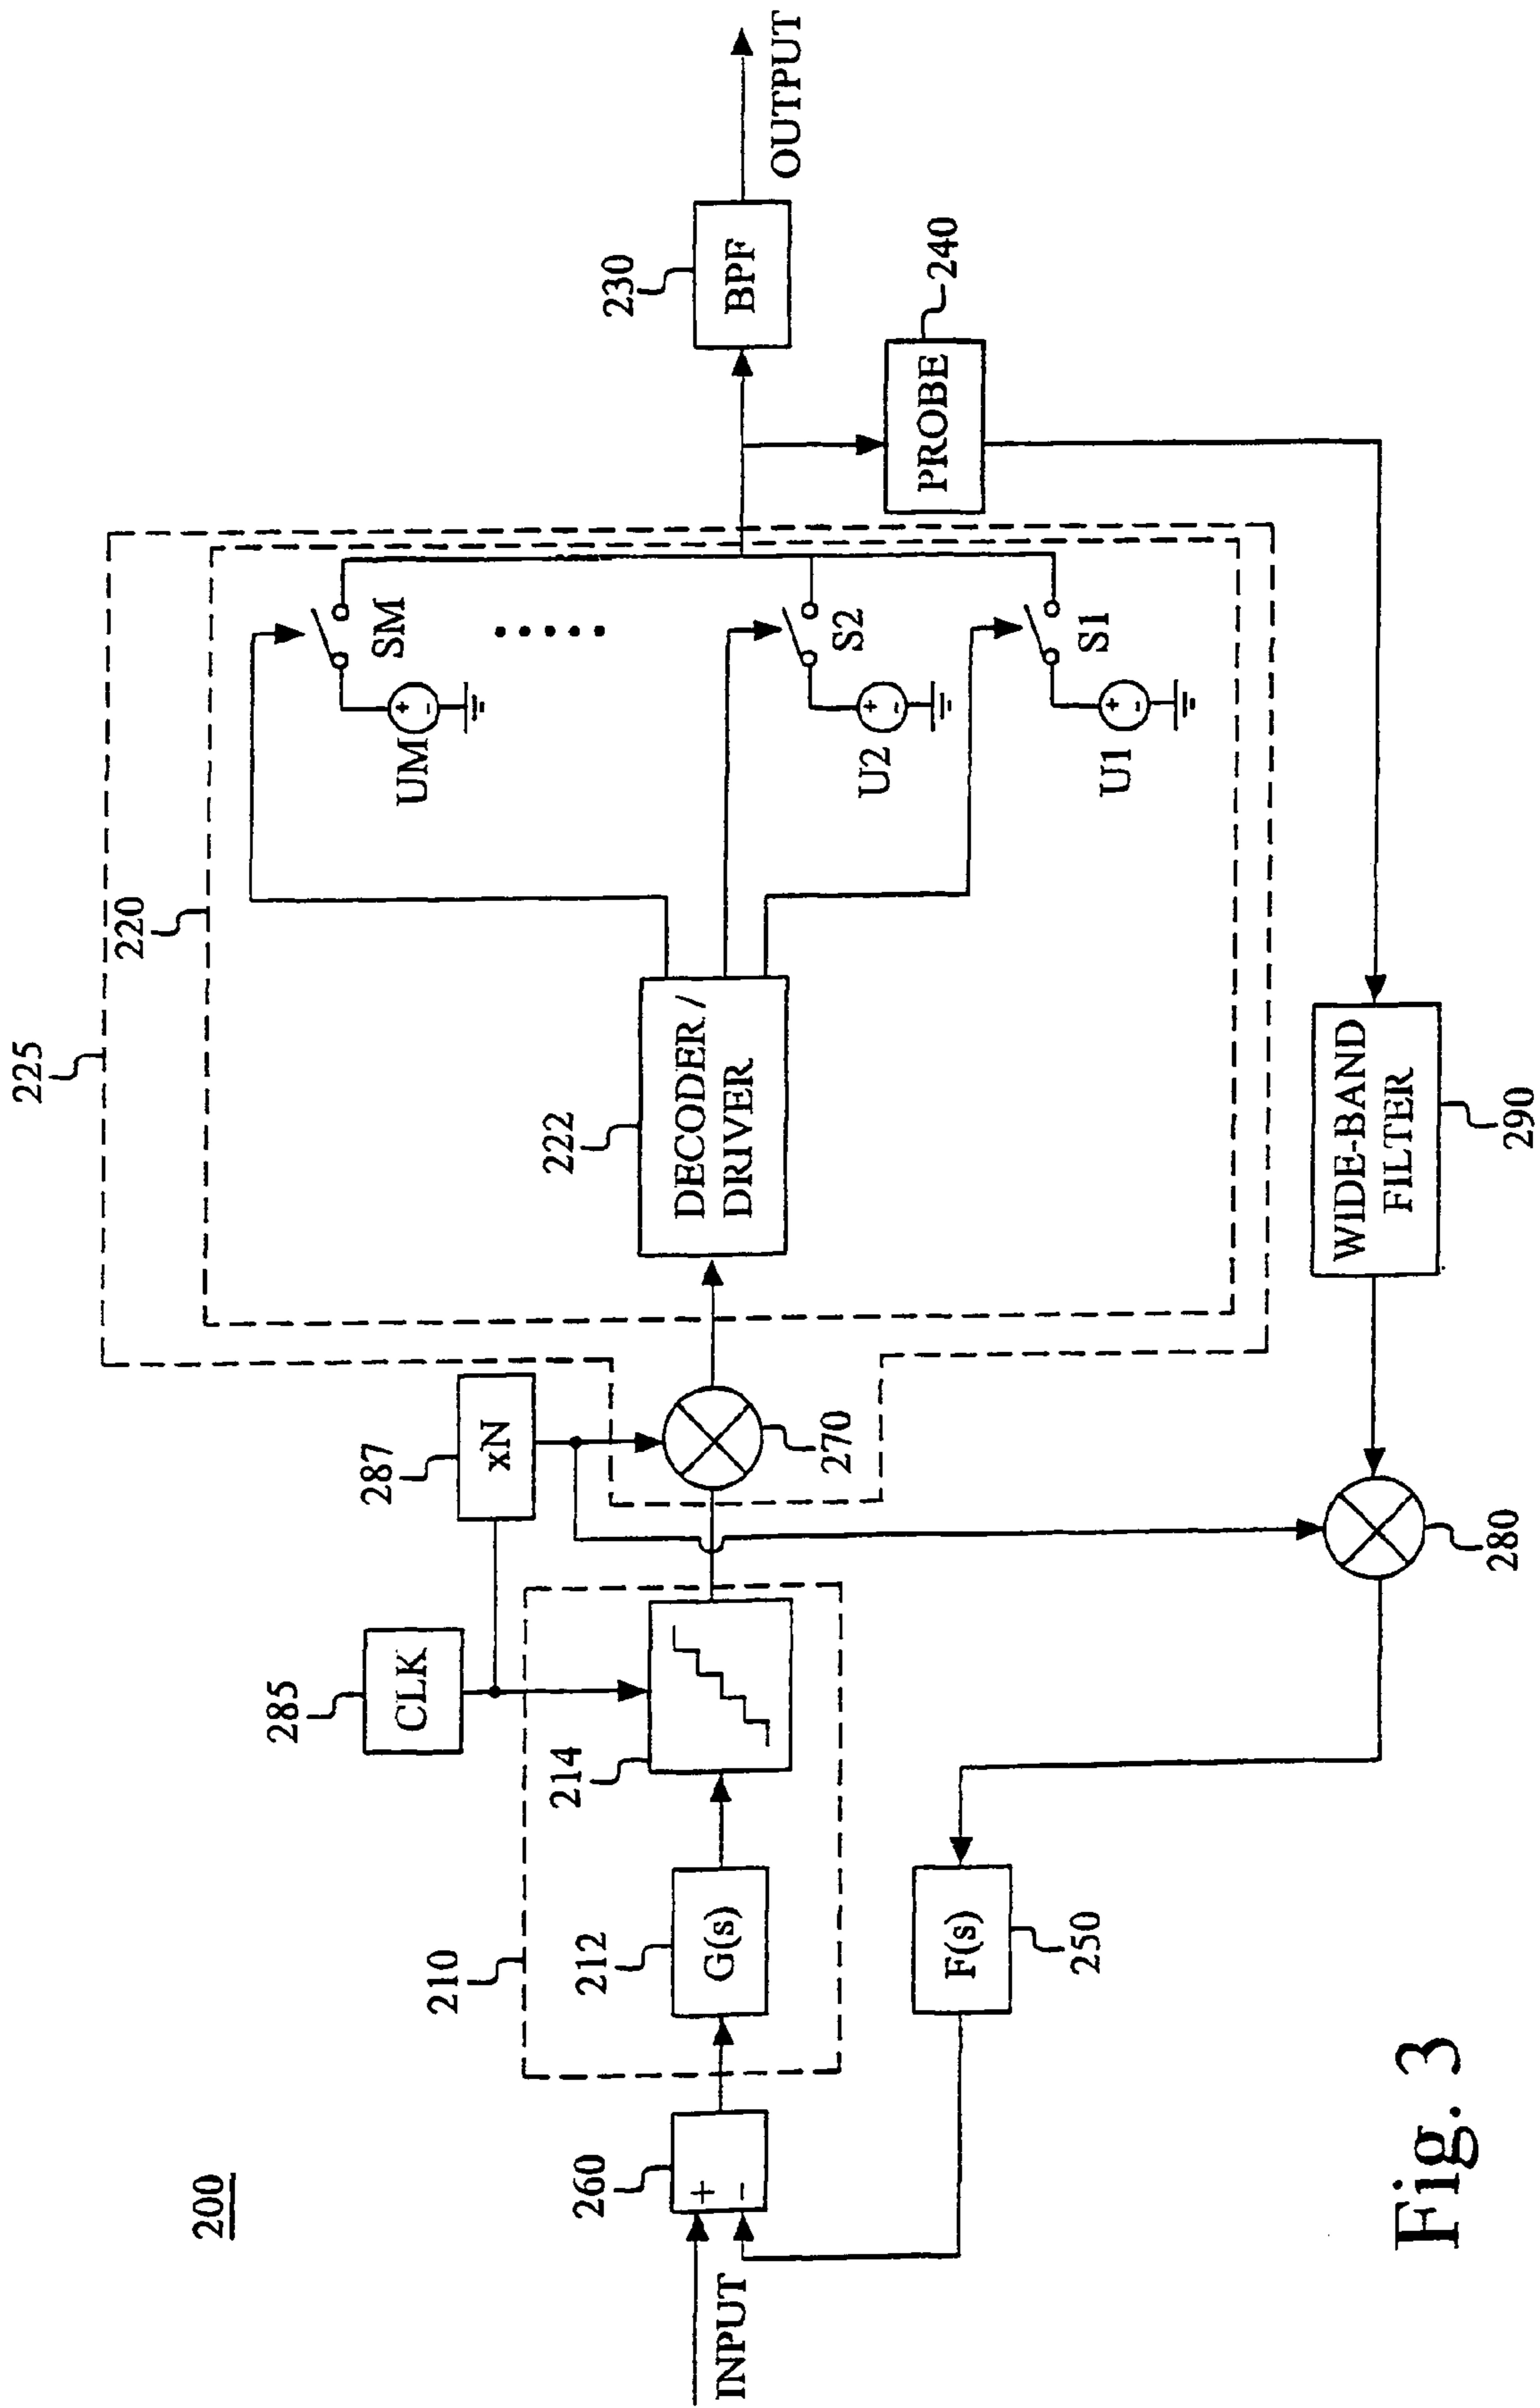 200
INPUT
260
+
-
210
212
G(s)
214
285
CLK
287
xN
270
225
220
222
DECODER /
DRIVER
UM
+
-
SM
U2
+
-
S2
U1
+
-
S1
230
BPF
OUTPUT
PROBE
240
WIDE-BAND
FILTER
290
280
F(s)
250
Fig. 3